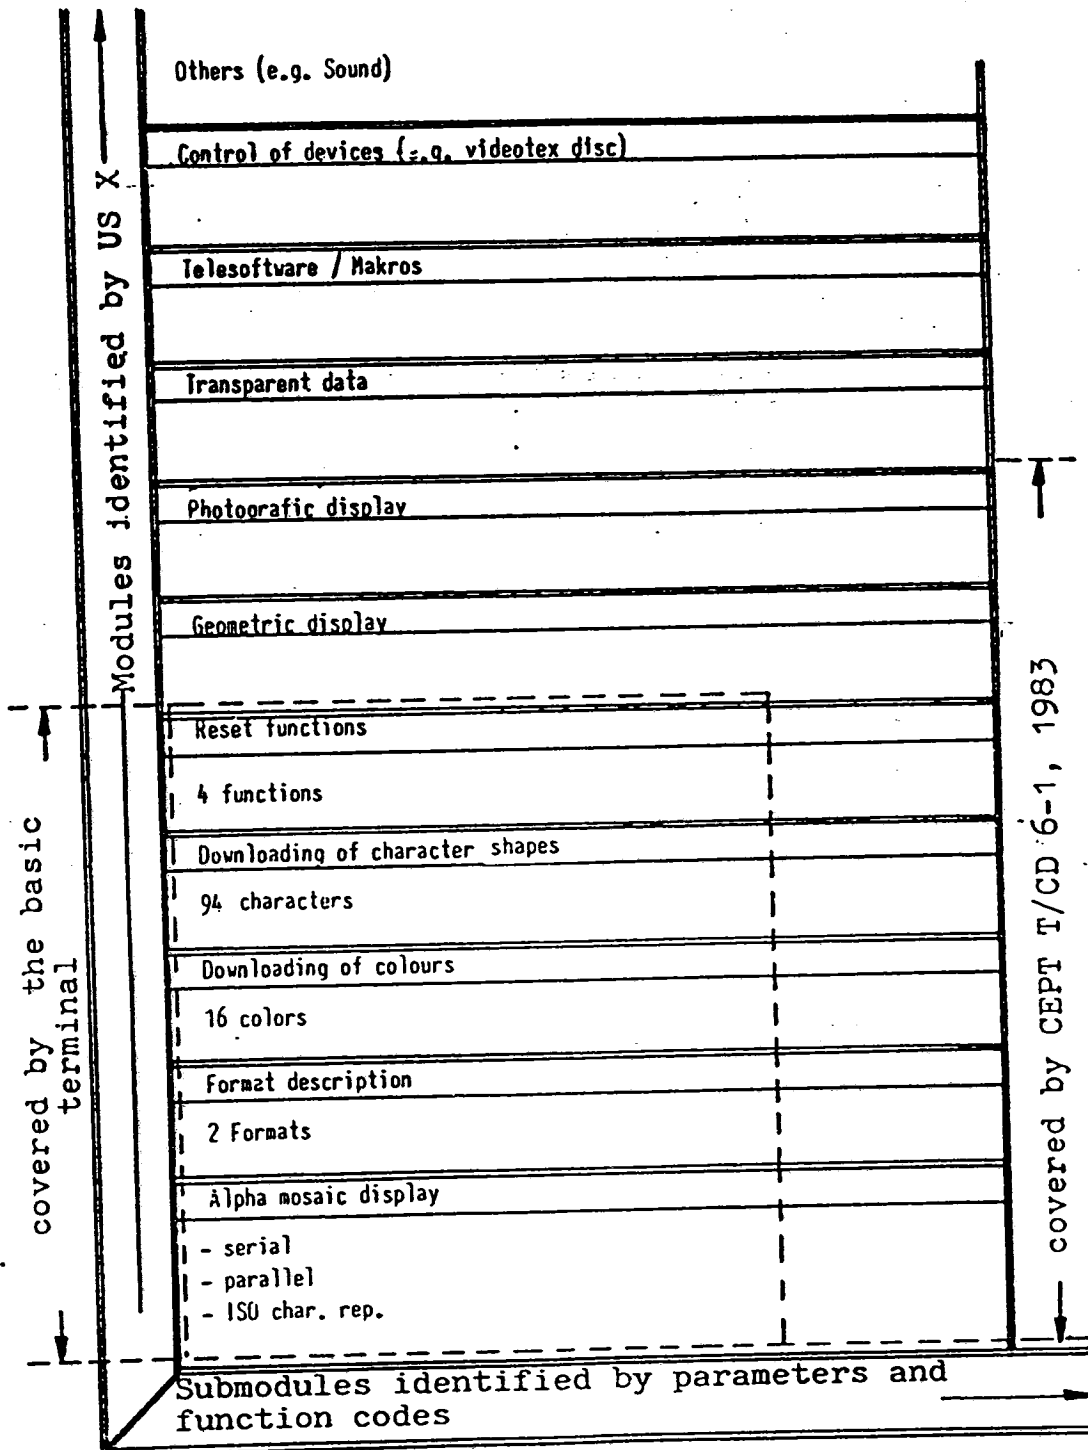 Others (e.g. Sound)
Control of devices (e.g. videotex disc)
Telesoftware / Makros
Transparent data
Photografic display
Geometric display
Reset functions
4 functions
Downloading of character shapes
94 characters
Downloading of colours
16 colors
Format description
2 Formats
Alpha mosaic display
- serial
- parallel
- ISO char. rep.
Submodules identified by parameters and
function codes
Modules identified by US X
covered by the basic
terminal
covered by CEPT T/CD 6-1, 1983